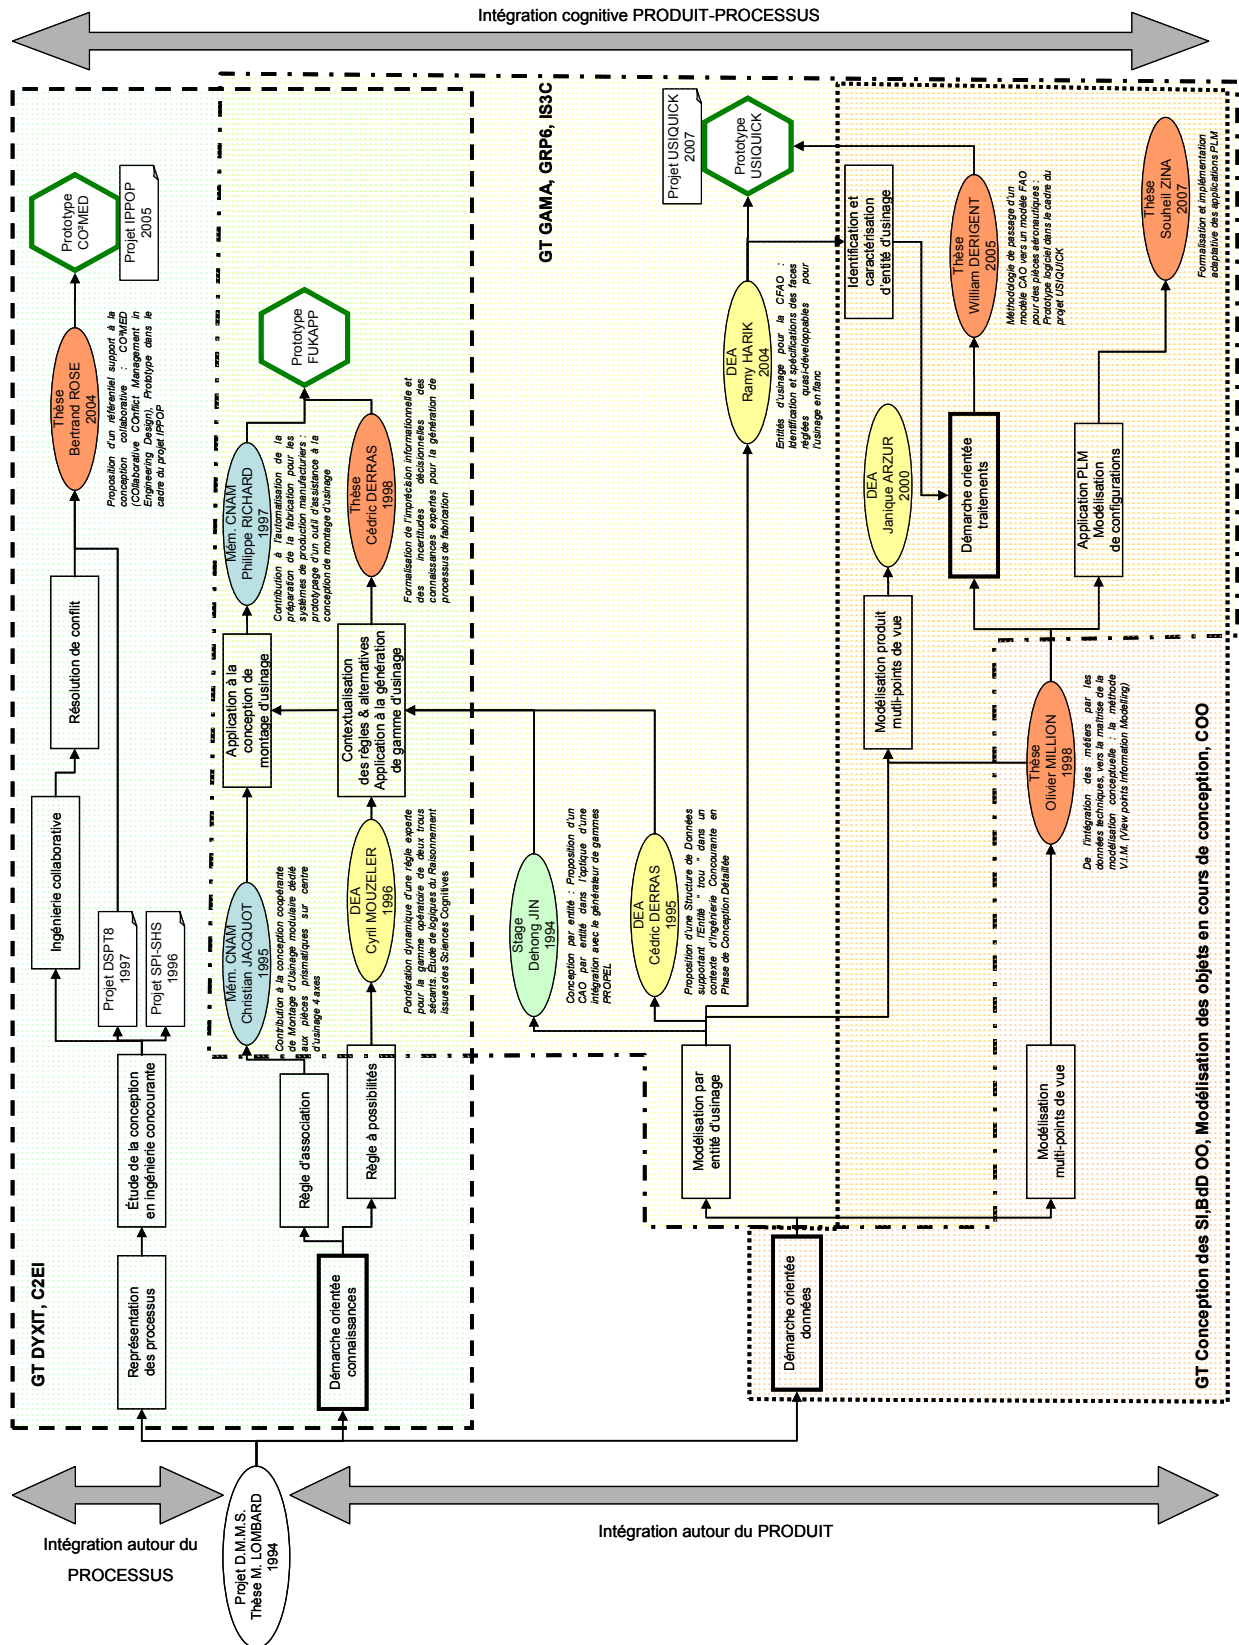 Intégration cognitive PRODUIT-PROCESSUS
GT DYXIT, C2EI
Représentation
des processus
Étude de la conception
en ingénierie concourante
Projet DSPT8
1997
Projet SPI-SHS
1996
Ingénierie collaborative
Résolution de conflit
Thèse
Bertrand ROSE
2004
Proposition d'un référentiel support à la
conception collaborative : CO²MED
(COllaborative COnflict Management in
Enginering Design), Prototype dans le
cadre du projet IPPOP
Prototype
CO²MED
Projet IPPOP
2005
Démarche orientée
connaissances
Règle d'association
Règle à possibilités
Mém. CNAM
Christian JACQUOT
1995
Contribution à la conception coopérante
de Montage d'Usinage modulaire dédié
aux pièces prismatiques sur centre
d'usinage 4 axes
DEA
Cyril MOUZELER
1996
Pondération dynamique d'une règle experte
pour la gamme opératoire de deux trous
sécants. Etude de logiques du Raisonnement
issues des Sciences Cognitives
Application à la
conception de
montage d'usinage
Contextualisation
des règles & alternatives
Application à la génération
de gamme d'usinage
Mém. CNAM
Philippe RICHARD
1997
Contribution à l'automatisation de la
préparation de la fabrication pour les
systèmes de production manufacturiers :
prototypage d'un outil d'assistance à la
conception de montage d'usinage
Thèse
Cédric DERRAS
1998
Formalisation de l'imprécision informationnelle et
des incertitudes décisionnelles des
connaissances expertes pour la génération de
processus de fabrication
Prototype
FUKAPP
GT GAMA, GRP6, IS3C
Stage
Dehong JIN
1994
Conception par entité : Proposition d'un
CAO par entité dans l'optique d'une
intégration avec le générateur de gammes
PROPEL
DEA
Cédric DERRAS
1995
Proposition d'une Structure de Données
supportant l'Entité " trou " dans un
contexte d'Ingénierie Concourante en
Phase de Conception Détaillée
Modélisation par
entité d'usinage
DEA
Ramy HARIK
2004
Entités d'usinage pour la CFAO :
Identification et spécifications des faces
réglées quasi-développables pour
l'usinage en flanc
Projet USIQUICK
2007
Prototype
USIQUICK
Identification et
caractérisation
d'entité d'usinage
Démarche orientée
données
Modélisation
multi-points de vue
Modélisation produit
mutli-points de vue
DEA
Janique ARZUR
2000
Thèse
Olivier MILLION
1998
De l'intégration des métiers par les
données techniques, vers la maîtrise de la
modélisation conceptuelle : la méthode
V.I.M. (View points Information Modelling)
Démarche orientée
traitements
Thèse
William DERIGENT
2005
Méthodologie de passage d'un
modèle CAO vers un modèle FAO
pour des pièces aéronautiques :
Prototype logiciel dans le cadre du
projet USIQUICK
Application PLM
Modélisation
de configurations
Thèse
Souheil ZINA
2007
Formalisation et implémentation
adaptative des applications PLM
GT Conception des SI,BdD OO, Modélisation des objets en cours de conception, COO
Projet D.M.M.S.
Thèse M. LOMBARD
1994
Intégration autour du
PROCESSUS
Intégration autour du PRODUIT